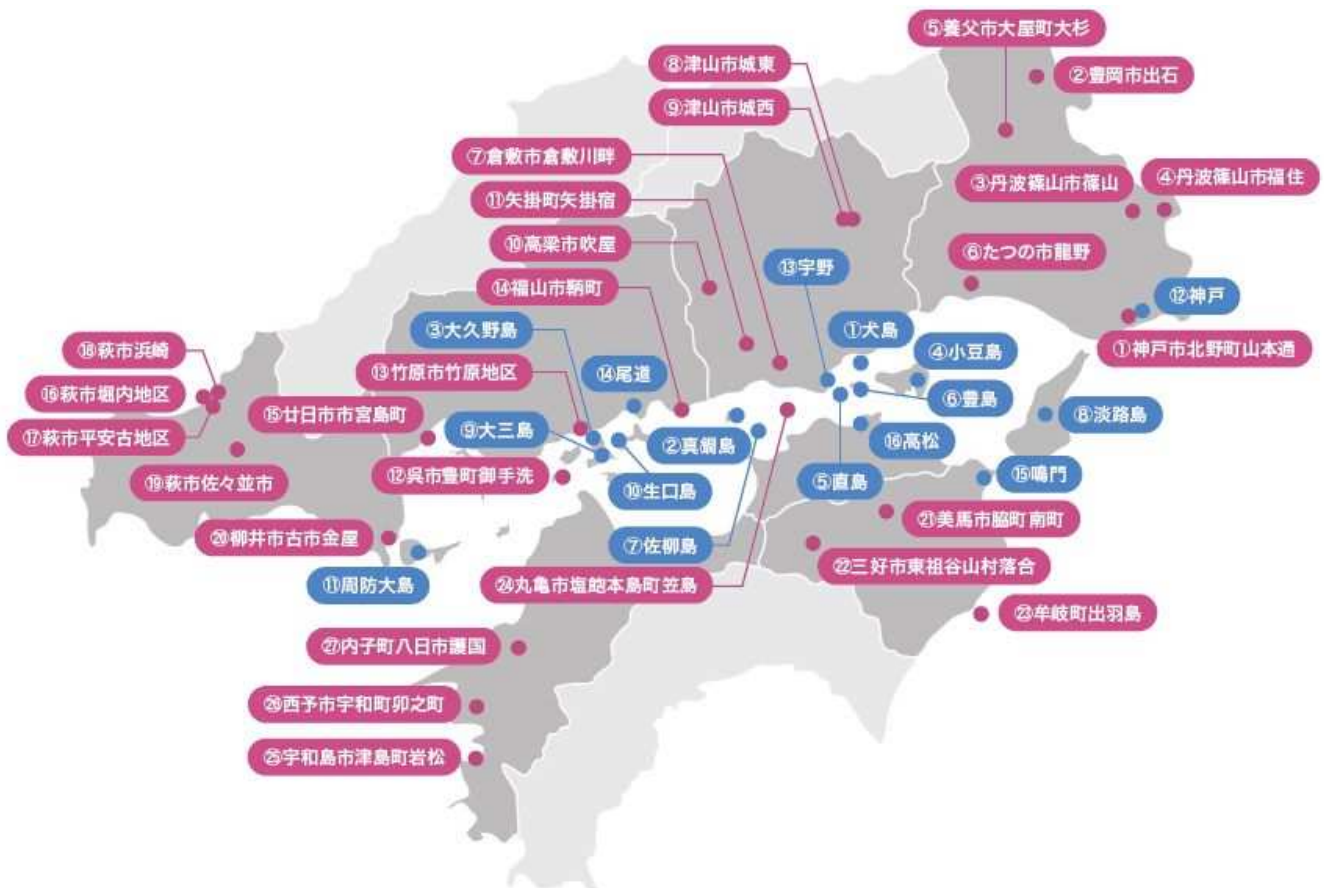 ⑤養父市大屋町大杉
②豊岡市出石
⑧津山市城東
⑨津山市城西
⑦倉敷市倉敷川畔
③丹波篠山市篠山
④丹波篠山市福住
⑪矢掛町矢掛宿
⑩高梁市吹屋
⑥たつの市龍野
⑬宇野
⑭福山市鞆町
⑫神戸
③大久野島
①犬島
①神戸市北野町山本通
⑱萩市浜崎
④小豆島
⑬竹原市竹原地区
⑭尾道
⑯萩市堀内地区
⑮廿日市市宮島町
⑥豊島
⑧淡路島
⑰萩市平安古地区
⑨大三島
②真鍋島
⑯高松
⑲萩市佐々並市
⑫呉市豊町御手洗
⑩生口島
⑤直島
⑮鳴門
㉑美馬市脇町南町
⑳柳井市古市金屋
⑦佐柳島
㉒三好市東祖谷山村落合
⑪周防大島
㉔丸亀市塩飽本島町笠島
㉓牟岐町出羽島
㉗内子町八日市護国
㉖西予市宇和町卯之町
㉕宇和島市津島町岩松